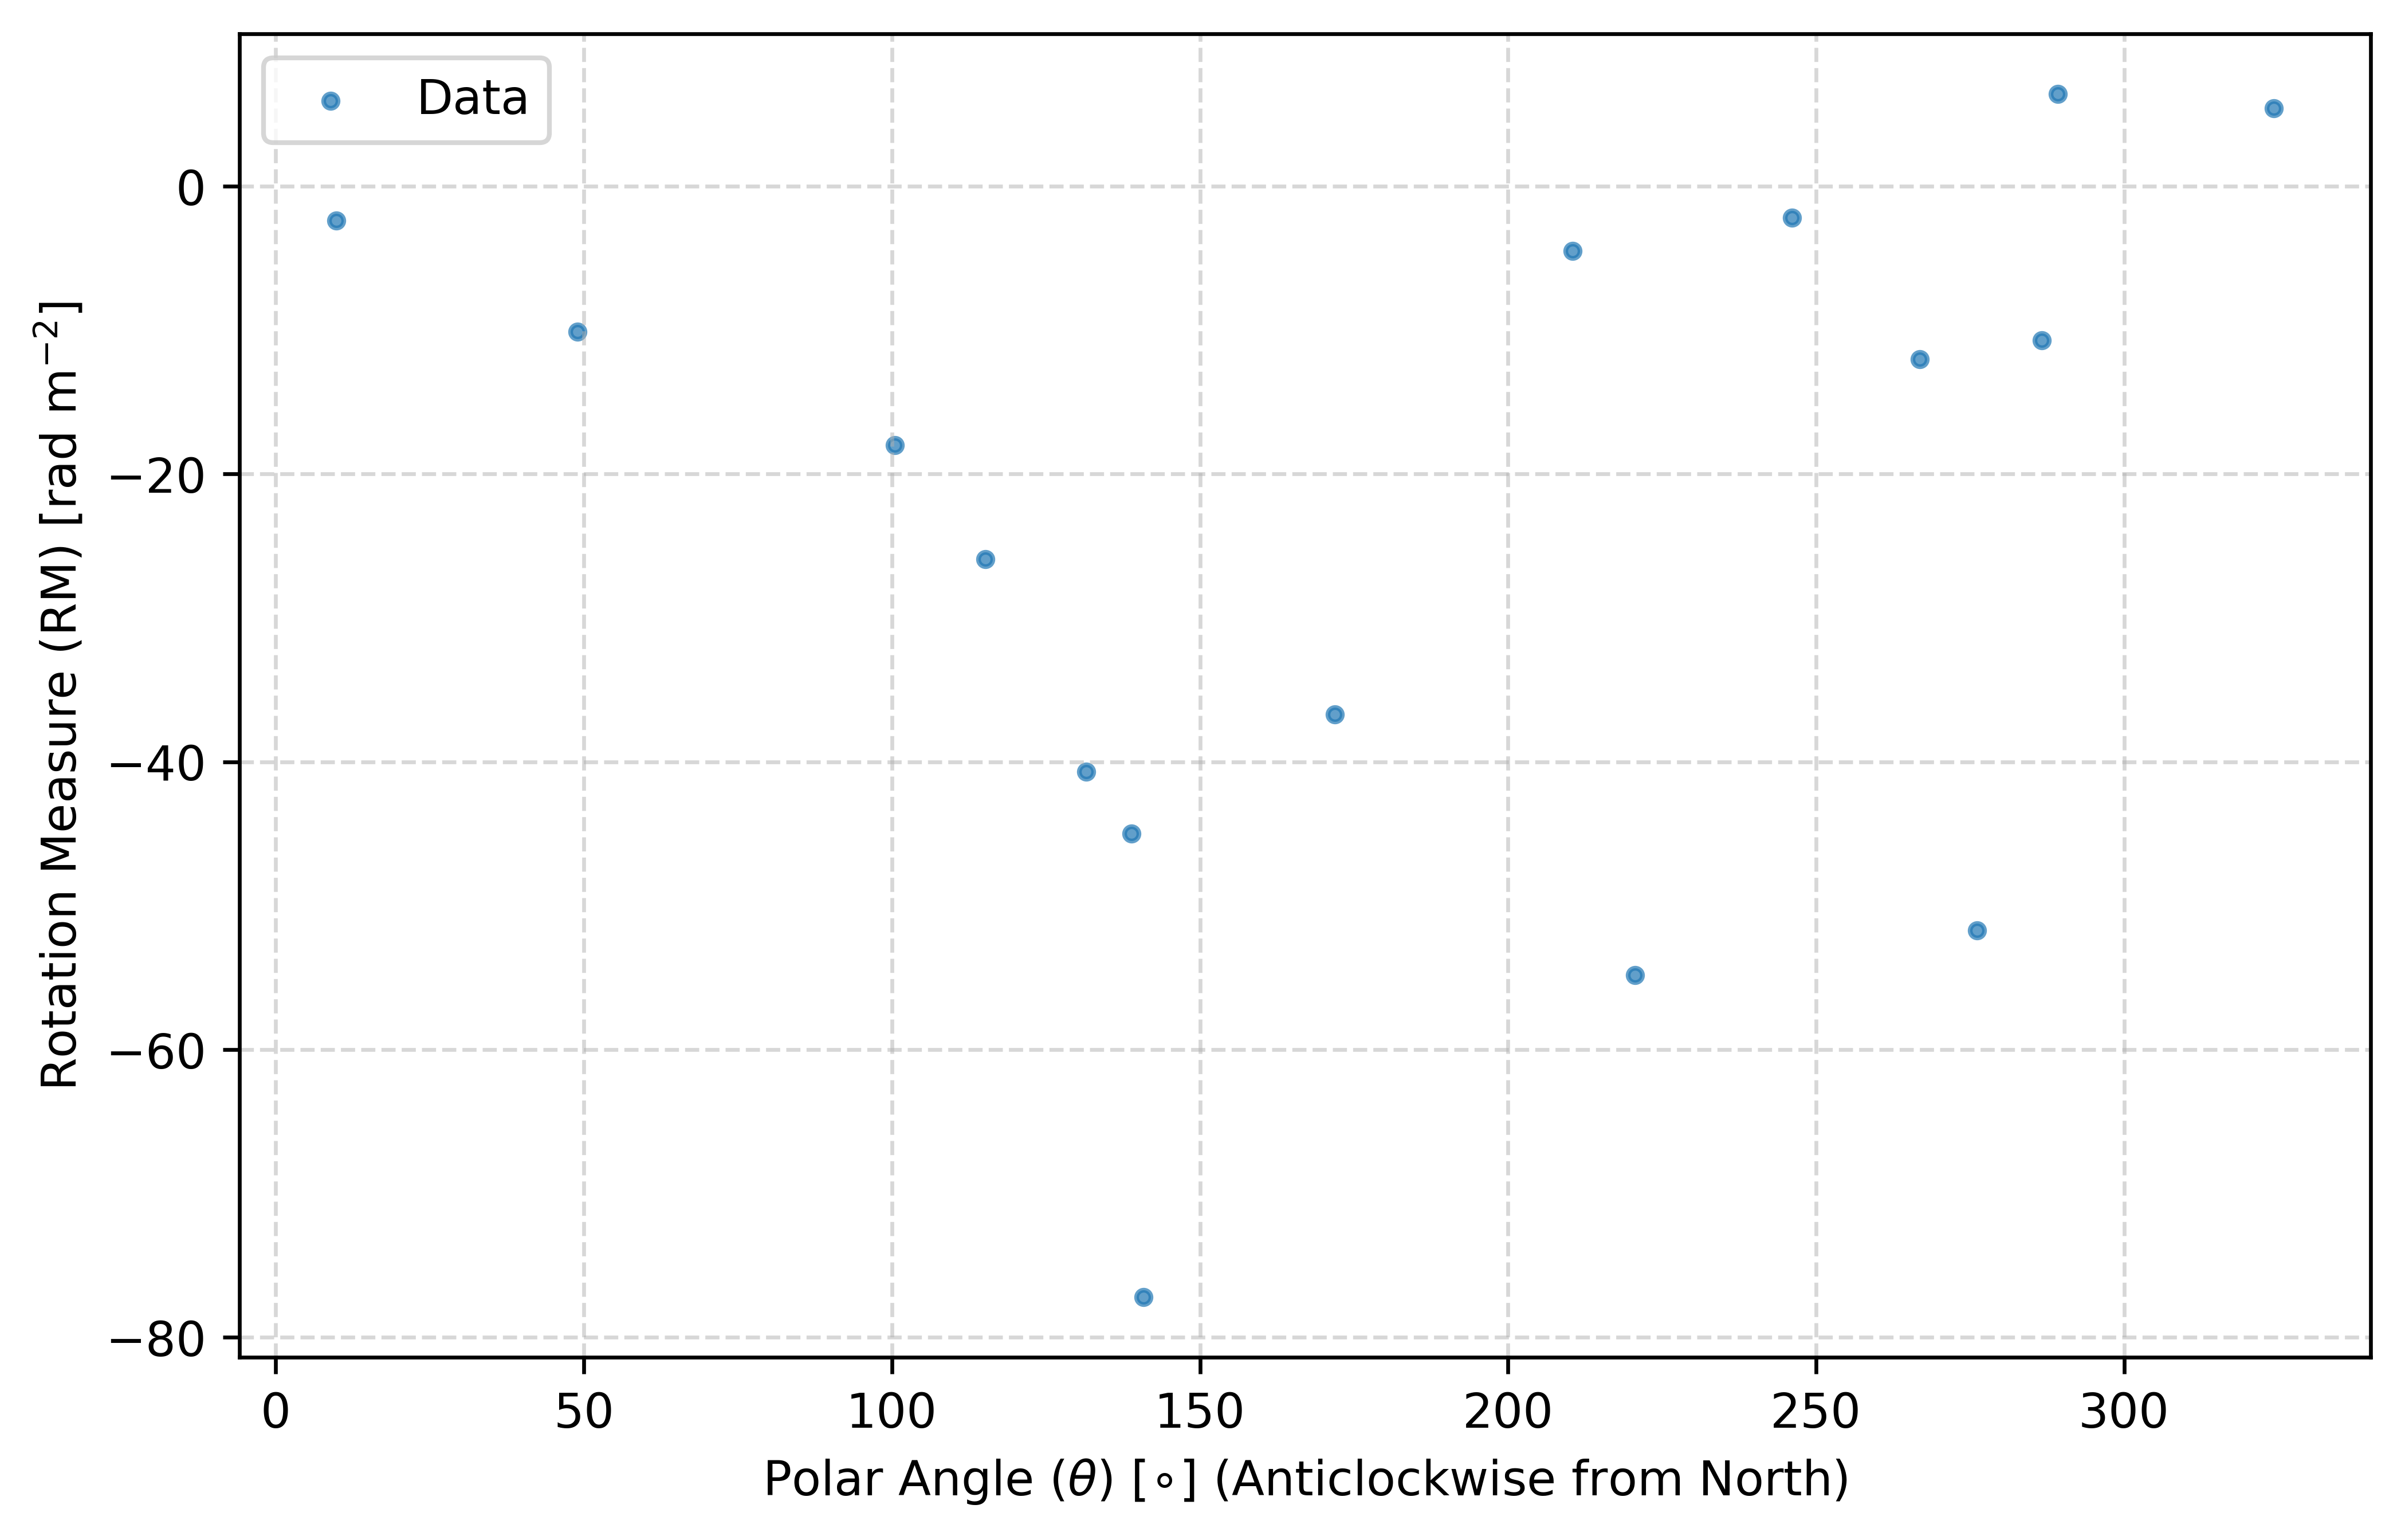 Data
0
−20
−40
−60
−80
Rotation Measure (RM) [rad m⁻²]
0 50 100 150 200 250 300
Polar Angle (θ) [∘] (Anticlockwise from North)